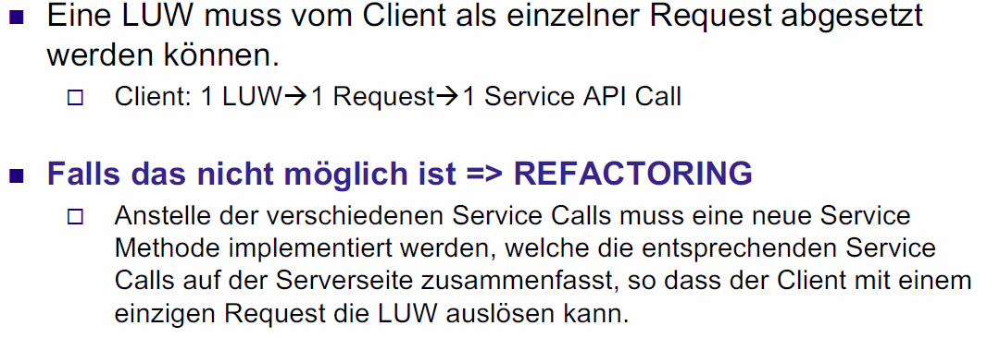 Eine LUW muss vom Client als einzelner Request abgesetzt
werden können.
Client: 1 LUW→1 Request→1 Service API Call
Falls das nicht möglich ist => REFACTORING
Anstelle der verschiedenen Service Calls muss eine neue Service
Methode implementiert werden, welche die entsprechenden Service
Calls auf der Serverseite zusammenfasst, so dass der Client mit einem
einzigen Request die LUW auslösen kann.